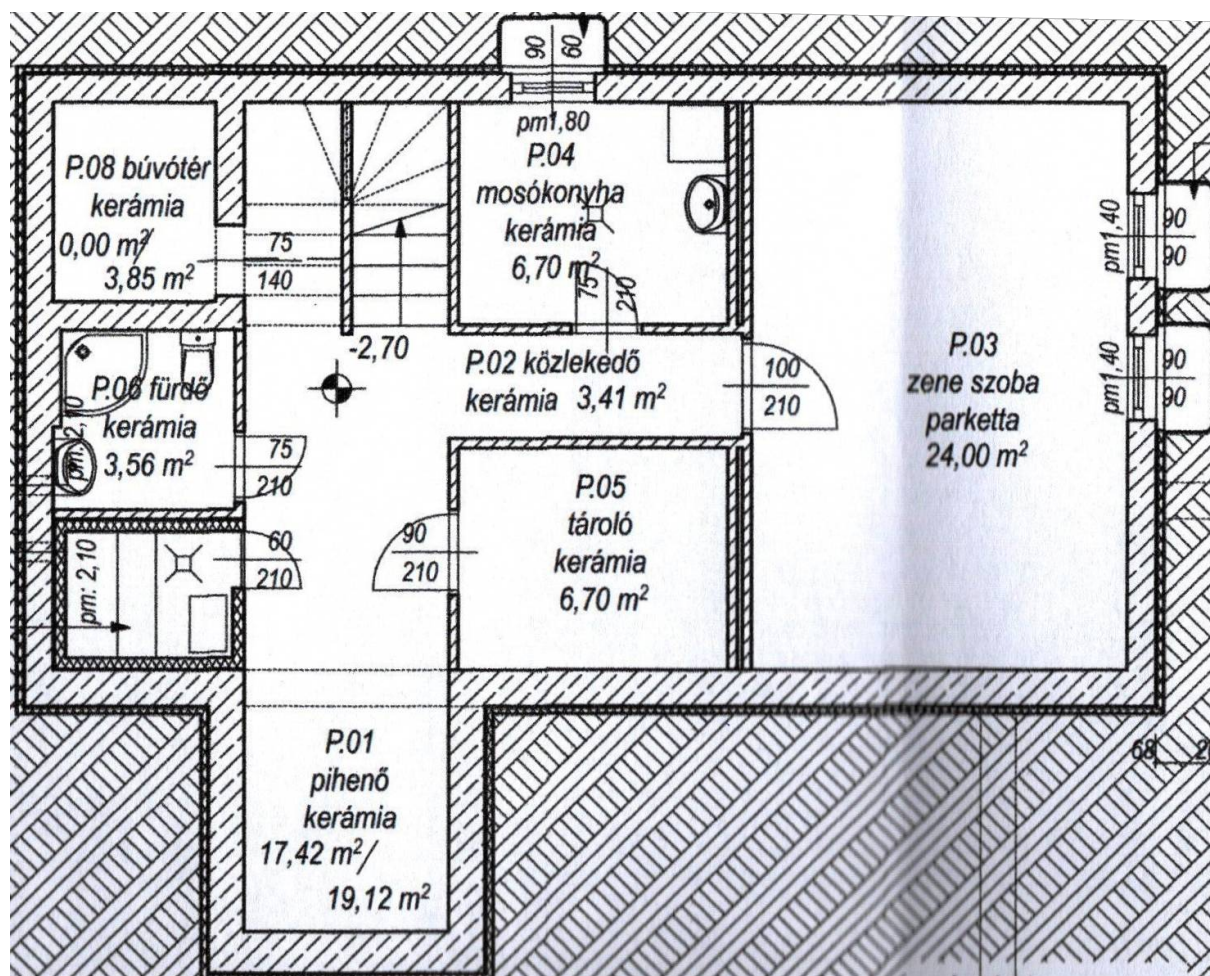 90
60
pm1,80
P.08 búvótér
kerámia
0,00 m²/
3,85 m²
75
140
P.04
mosókonyha
kerámia
6,70 m²
75
210
pm1,40
90
90
pm1,40
90
90
-2,70
P.02 közlekedő
kerámia 3,41 m²
100
210
P.03
zene szoba
parketta
24,00 m²
P.06 fürdő
kerámia
3,56 m²
pm: 2,10
75
210
P.05
tároló
kerámia
6,70 m²
90
210
60
210
pm: 2,10
P.01
pihenő
kerámia
17,42 m²/
19,12 m²
68